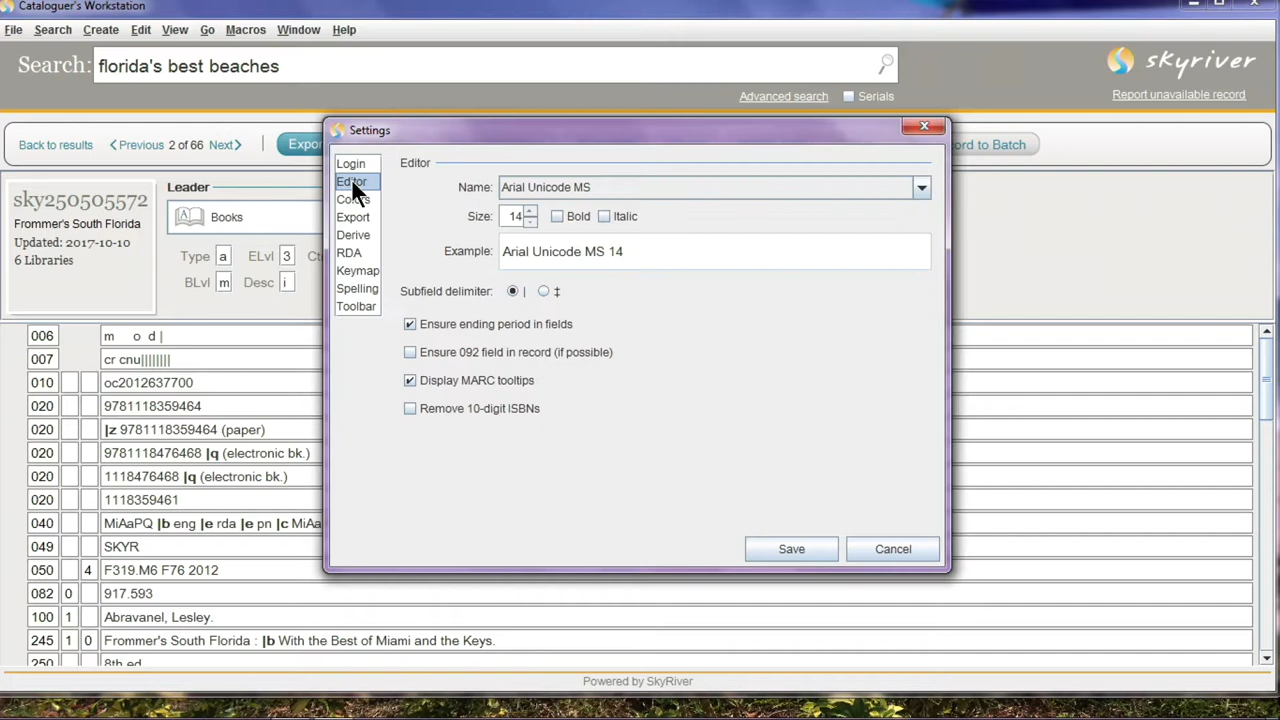 Cataloguer's Workstation
File Search Create Edit View Go Macros Window Help
Search: florida's best beaches
skyriver
Advanced search Serials
Report unavailable record
Back to results Previous 2 of 66 Next
Settings
sky250505572
Frommer's South Florida
Updated: 2017-10-10
6 Libraries
Leader
Books
Type a ELvl 3
BLvl m Desc i
Login
Editor
Export
Derive
RDA
Keymap
Spelling
Toolbar
Editor
Name: Arial Unicode MS
Size: 14 Bold Italic
Example: Arial Unicode MS 14
Subfield delimiter: | ‡
Ensure ending period in fields
Ensure 092 field in record (if possible)
Display MARC tooltips
Remove 10-digit ISBNs
Save Cancel
006 m o d |
007 cr cnu||||||||
010 oc2012637700
020 9781118359464
020 |z 9781118359464 (paper)
020 9781118476468 |q (electronic bk.)
020 1118476468 |q (electronic bk.)
020 1118359461
040 MiAaPQ |b eng |e rda |e pn |c
049 SKYR
050 4 F319.M6 F76 2012
082 0 917.593
100 1 Abravanel, Lesley.
245 1 0 Frommer's South Florida : |b With the Best of Miami and the Keys.
250 8th ed
Powered by SkyRiver